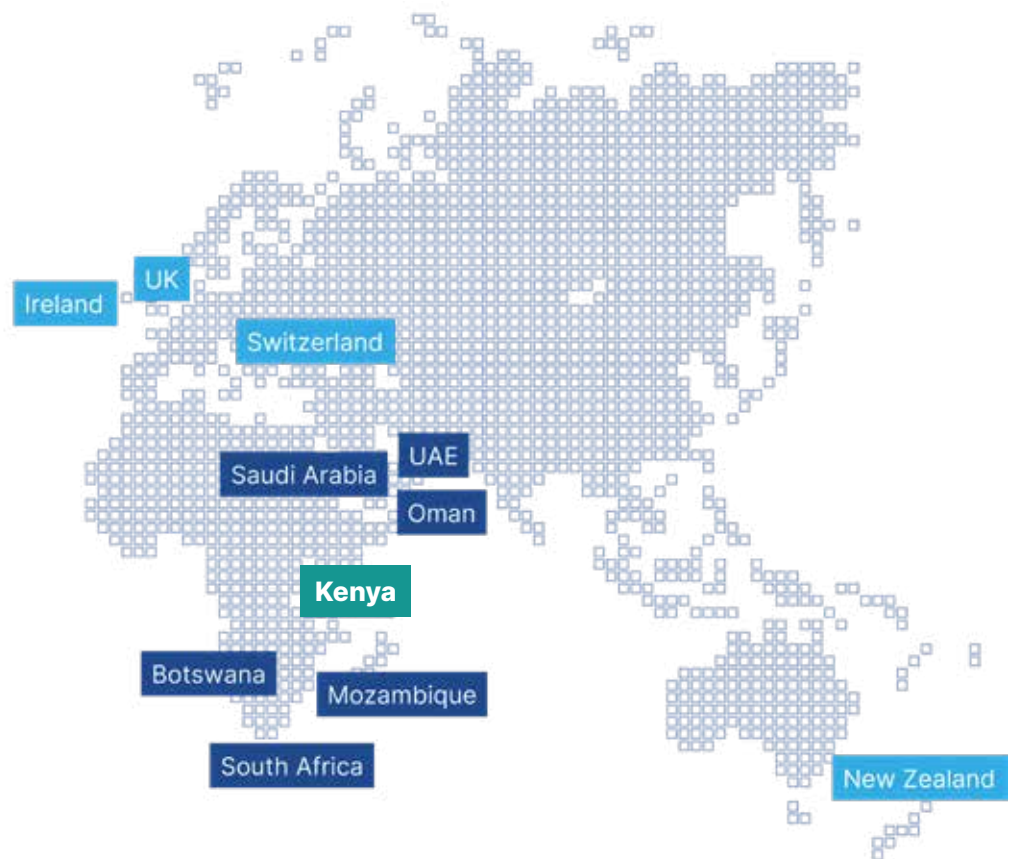 UK
Ireland
Switzerland
UAE
Saudi Arabia
Oman
Kenya
Botswana
Mozambique
South Africa
New Zealand